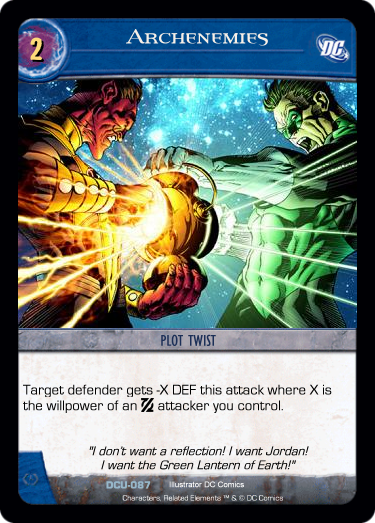 2
ARCHENEMIES
DC
PLOT TWIST
Target defender gets -X DEF this attack where X is
the willpower of an attacker you control.
"I don't want a reflection! I want Jordan!
I want the Green Lantern of Earth!"
DCU-087 Illustrator DC Comics
Characters, Related Elements ™ & © DC Comics